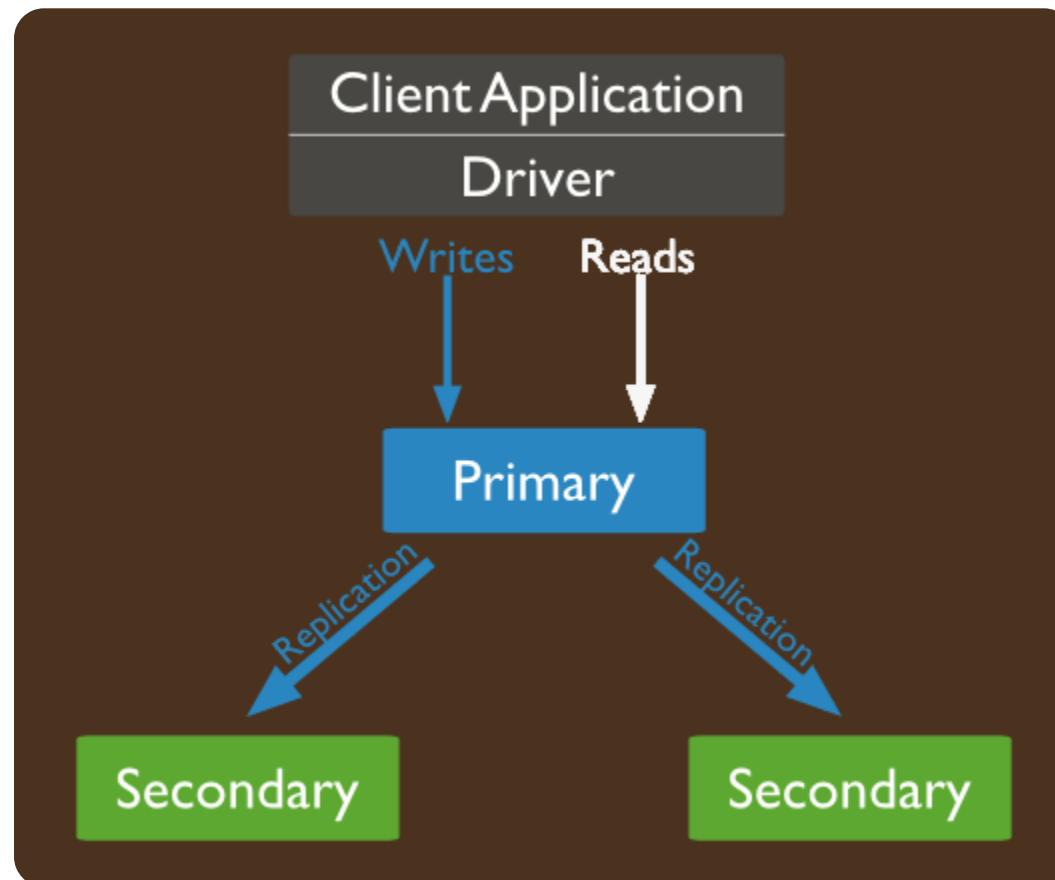 Client Application
Driver
Writes Reads
Primary
Replication Replication
Secondary Secondary